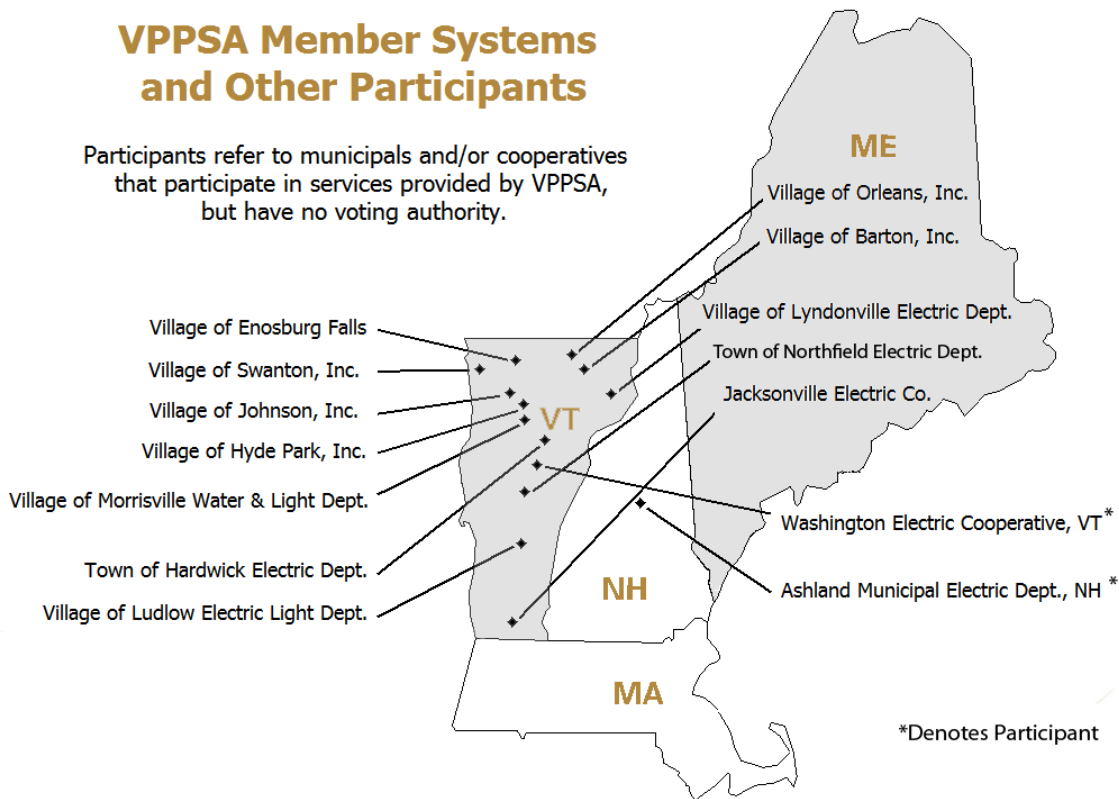 VPPSA Member Systems
and Other Participants
Participants refer to municipals and/or cooperatives
that participate in services provided by VPPSA,
but have no voting authority.
ME
Village of Orleans, Inc.
Village of Barton, Inc.
Village of Lyndonville Electric Dept.
Town of Northfield Electric Dept.
Jacksonville Electric Co.
Village of Enosburg Falls
Village of Swanton, Inc.
Village of Johnson, Inc.
Village of Hyde Park, Inc.
Village of Morrisville Water & Light Dept.
Town of Hardwick Electric Dept.
Village of Ludlow Electric Light Dept.
VT
Washington Electric Cooperative, VT*
Ashland Municipal Electric Dept., NH *
NH
MA
*Denotes Participant